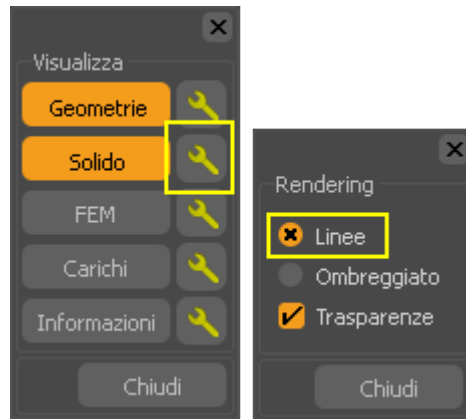 Visualizza
Geometrie
Solido
FEM
Carichi
Informazioni
Chiudi
Rendering
Linee
Ombreggiato
Trasparenze
Chiudi